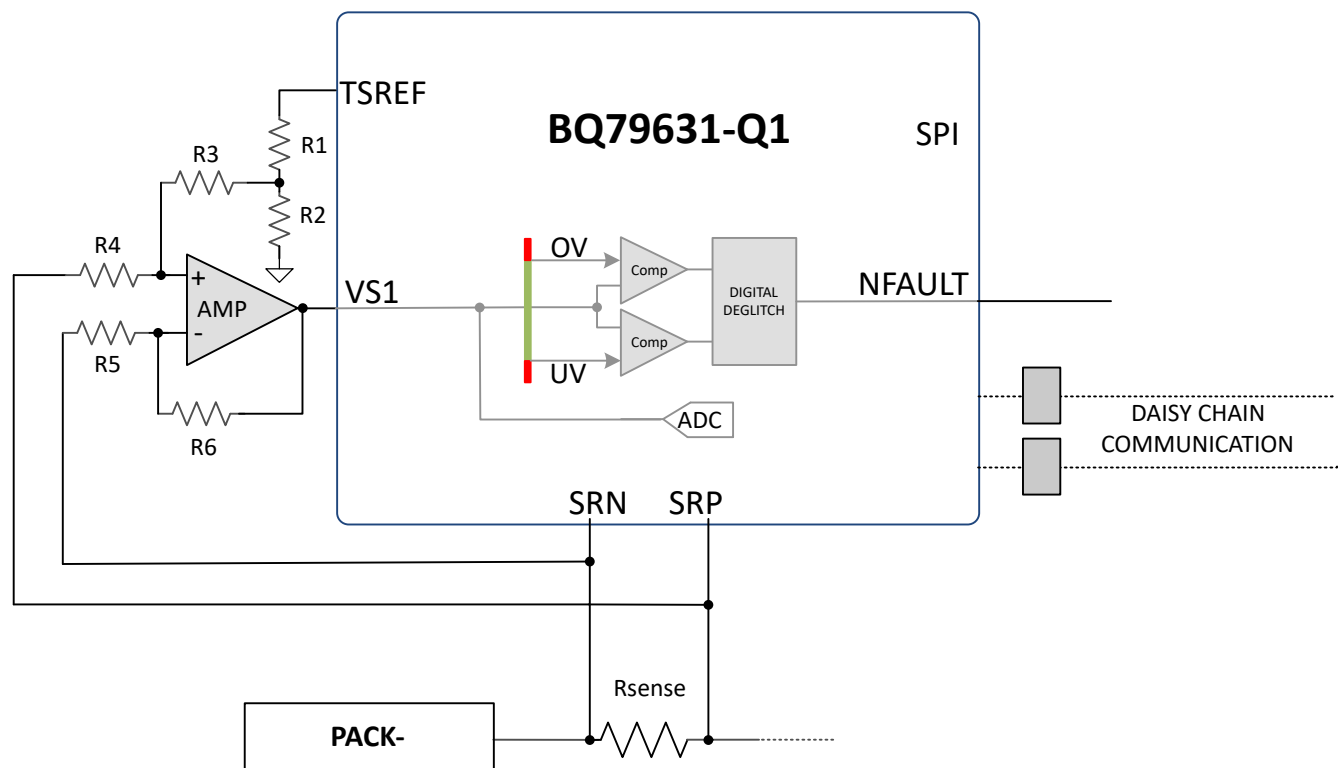 TSREF
BQ79631-Q1
SPI
R1
R3
R2
R4
+
AMP
-
R5
R6
VS1
OV
Comp
Comp
UV
DIGITAL
DEGLITCH
NFAULT
ADC
DAISY CHAIN
COMMUNICATION
SRN
SRP
Rsense
PACK-